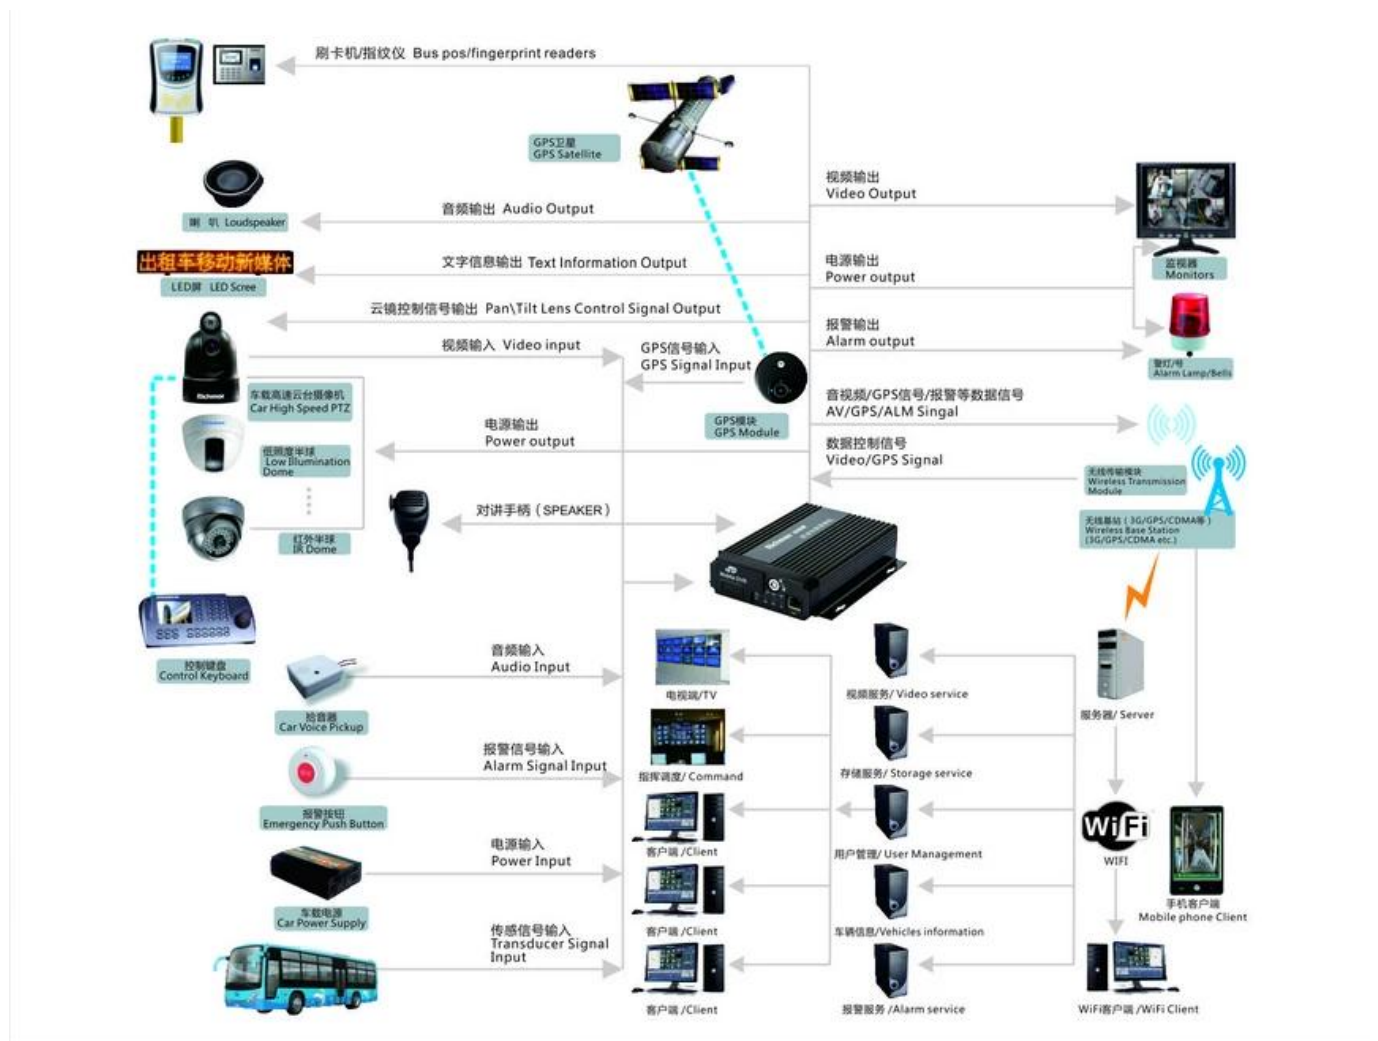 刷卡机/指纹仪 Bus pos/fingerprint readers
GPS卫星
GPS Satellite
视频输出
Video Output
喇 叭 Loudspeaker
音频输出 Audio Output
出租车移动新媒体
LED屏 LED Scree
文字信息输出 Text Information Output
电源输出
Power output
监视器
Monitors
云镜控制信号输出 Pan\Tilt Lens Control Signal Output
报警输出
Alarm output
视频输入 Video input
GPS信号输入
GPS Signal Input
警灯/号
Alarm Lamp/Bells
Richmor
车载高速云台摄像机
Car High Speed PTZ
音视频/GPS信号/报警等数据信号
AV/GPS/ALM Singal
GPS模块
GPS Module
电源输出
Power output
数据控制信号
Video/GPS Signal
低照度半球
Low Illumination
Dome
无线传输模块
Wireless Transmission
Module
对讲手柄（SPEAKER）
无线基站（3G/GPS/CDMA等）
Wireless Base Station
(3G/GPS/CDMA etc.)
红外半球
IR Dome
Mobile DVR
控制键盘
Control Keyboard
音频输入
Audio Input
拾音器
Car Voice Pickup
电视端/TV
视频服务/ Video service
服务器/ Server
报警信号输入
Alarm Signal Input
指挥调度/ Command
存储服务/ Storage service
报警按钮
Emergency Push Button
WiFi
WIFI
电源输入
Power Input
客户端 /Client
用户管理/ User Management
车载电源
Car Power Supply
手机客户端
Mobile phone Client
传感信号输入
Transducer Signal
Input
客户端 /Client
车辆信息/Vehicles information
客户端 /Client
报警服务 /Alarm service
WiFi客户端 /WiFi Client